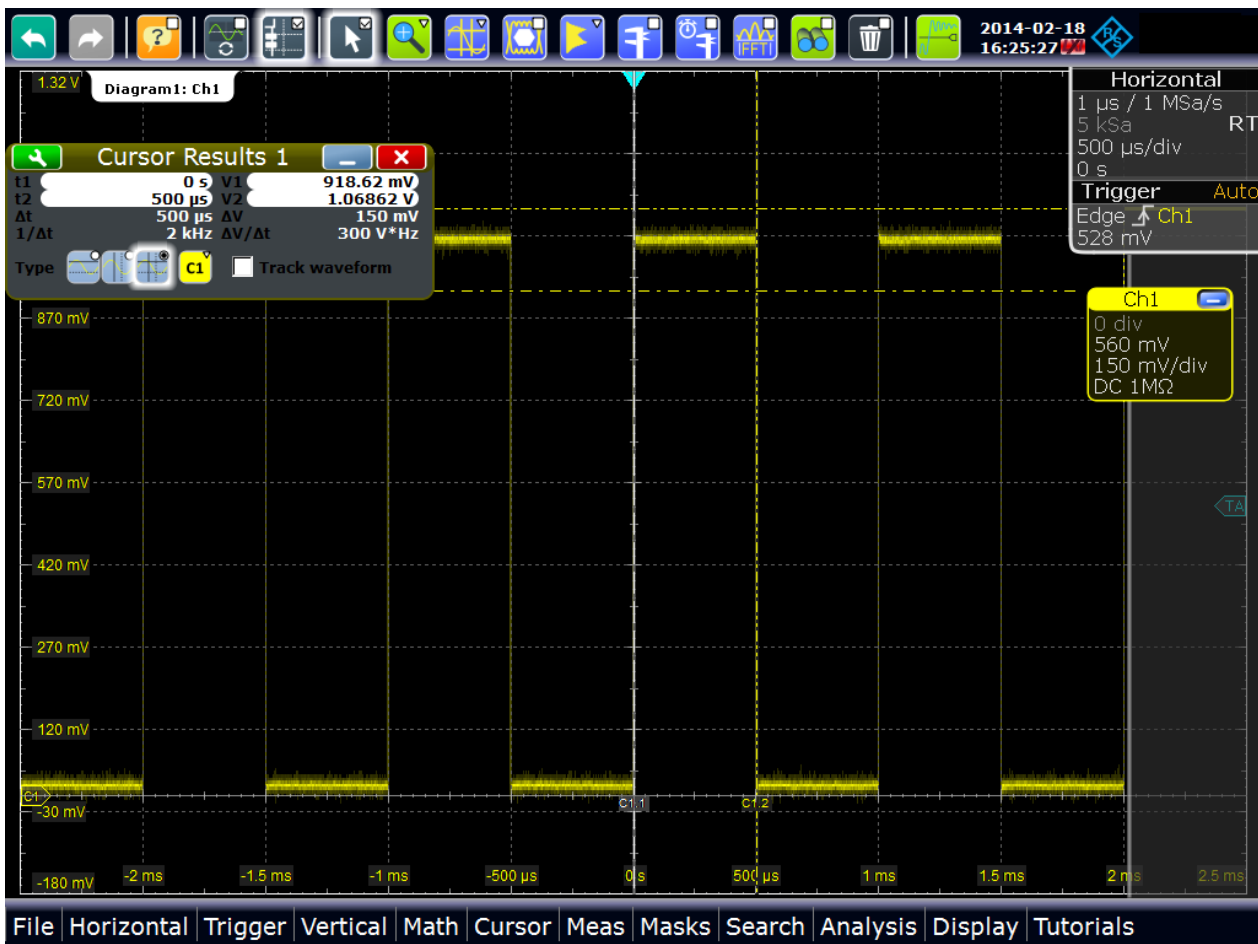 ?
(IFFT)
2014-02-18
16:25:27
R&S
1.32 V
Diagram1: Ch1
Horizontal
1 µs / 1 MSa/s
5 kSa RT
500 µs/div
0 s
Trigger Auto
Edge Ch1
528 mV
Cursor Results 1
t1 0 s V1 918.62 mV
t2 500 µs V2 1.06862 V
Δt 500 µs ΔV 150 mV
1/Δt 2 kHz ΔV/Δt 300 V*Hz
Type C1 Track waveform
Ch1
0 div
560 mV
150 mV/div
DC 1MΩ
870 mV
720 mV
570 mV
TA
420 mV
270 mV
120 mV
C1
-30 mV
C1.1 C1.2
-180 mV -2 ms -1.5 ms -1 ms -500 µs 0 s 500 µs 1 ms 1.5 ms 2 ms 2.5 ms
File Horizontal Trigger Vertical Math Cursor Meas Masks Search Analysis Display Tutorials